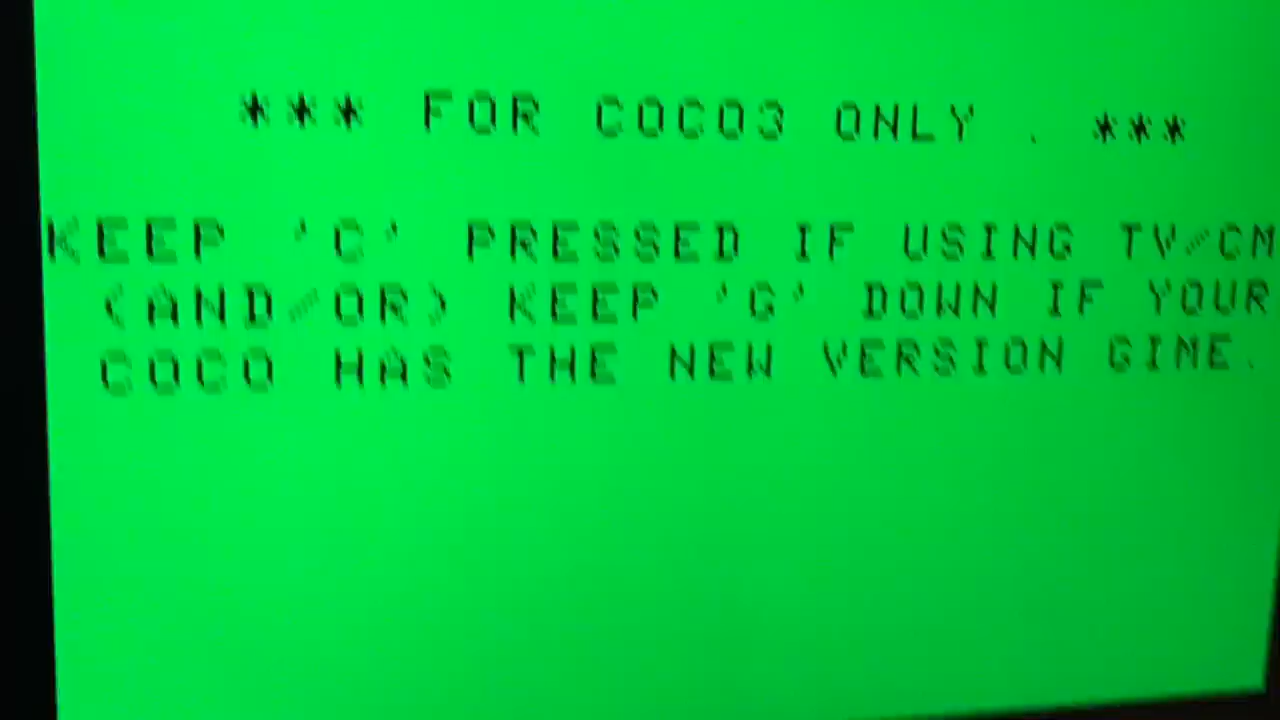 *** FOR COCO3 ONLY . ***
KEEP 'C' PRESSED IF USING TV/CM
(AND/OR) KEEP 'G' DOWN IF YOUR
COCO HAS THE NEW VERSION GIME.